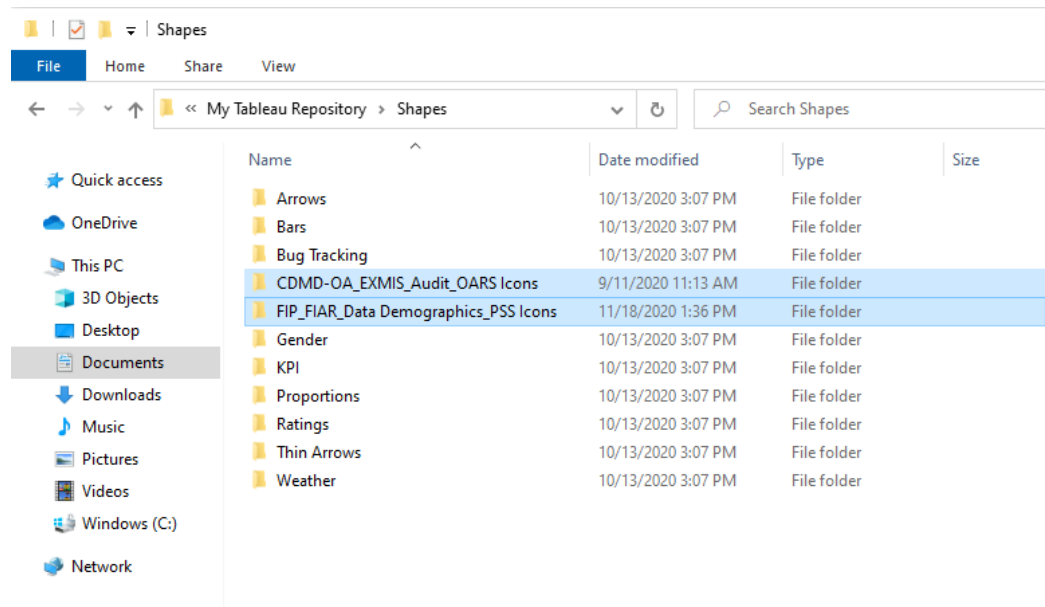 Shapes
File Home Share View
« My Tableau Repository > Shapes Search Shapes
Name Date modified Type Size
Quick access
OneDrive
This PC
3D Objects
Desktop
Documents
Downloads
Music
Pictures
Videos
Windows (C:)
Network
Arrows 10/13/2020 3:07 PM File folder
Bars 10/13/2020 3:07 PM File folder
Bug Tracking 10/13/2020 3:07 PM File folder
CDMD-OA_EXMIS_Audit_OARS Icons 9/11/2020 11:13 AM File folder
FIP_FIAR_Data Demographics_PSS Icons 11/18/2020 1:36 PM File folder
Gender 10/13/2020 3:07 PM File folder
KPI 10/13/2020 3:07 PM File folder
Proportions 10/13/2020 3:07 PM File folder
Ratings 10/13/2020 3:07 PM File folder
Thin Arrows 10/13/2020 3:07 PM File folder
Weather 10/13/2020 3:07 PM File folder